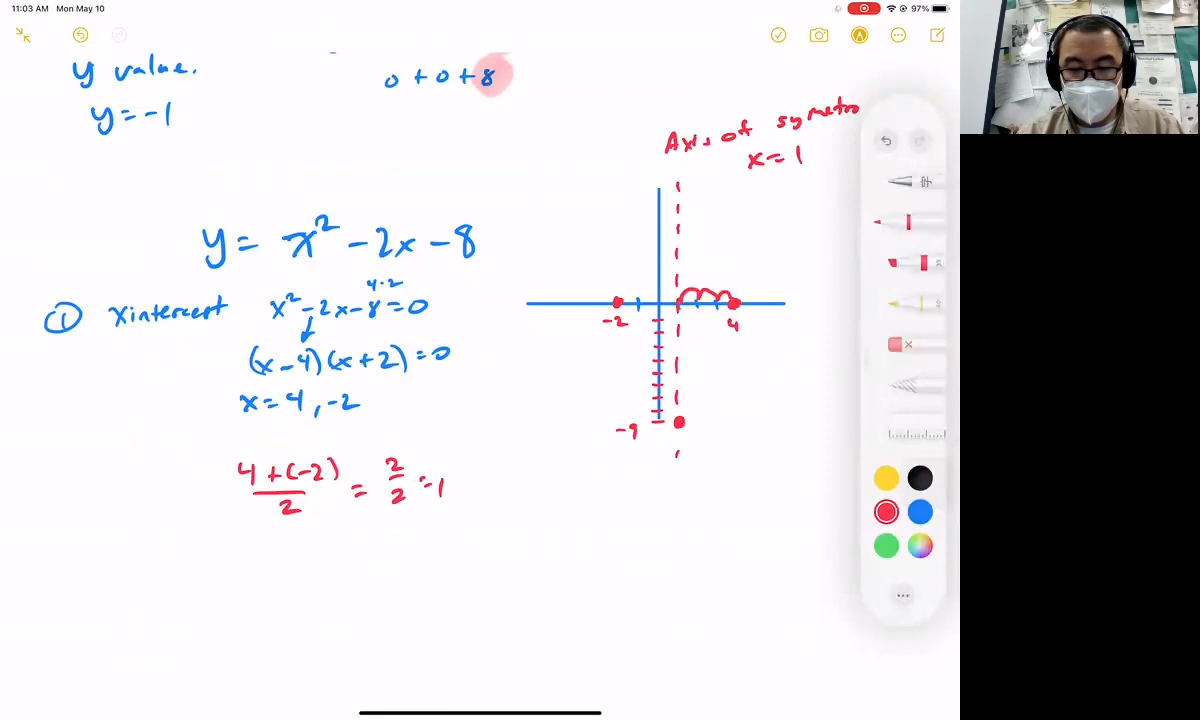 11:03 AM Mon May 10
97%
y value.
y = -1
0 + 0 + 8
Axis of symetro
x = 1
y = x² - 2x - 8
4·2
① x intercept x² - 2x - 8 = 0
(x - 4)(x + 2) = 0
x = 4, -2
-2
4
-9
4 + (-2)
2
= 2/2 = 1